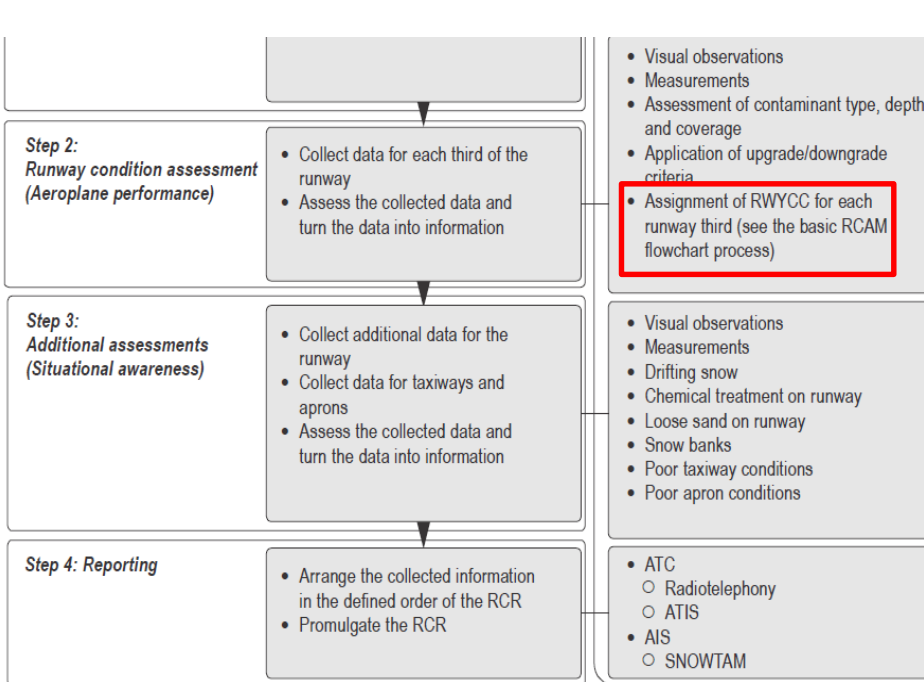 • Visual observations
• Measurements
• Assessment of contaminant type, depth
and coverage
• Application of upgrade/downgrade
criteria
• Assignment of RWYCC for each
runway third (see the basic RCAM
flowchart process)
Step 2:
Runway condition assessment
(Aeroplane performance)
• Collect data for each third of the
runway
• Assess the collected data and
turn the data into information
Step 3:
Additional assessments
(Situational awareness)
• Collect additional data for the
runway
• Collect data for taxiways and
aprons
• Assess the collected data and
turn the data into information
• Visual observations
• Measurements
• Drifting snow
• Chemical treatment on runway
• Loose sand on runway
• Snow banks
• Poor taxiway conditions
• Poor apron conditions
Step 4: Reporting
• Arrange the collected information
in the defined order of the RCR
• Promulgate the RCR
• ATC
○ Radiotelephony
○ ATIS
• AIS
○ SNOWTAM